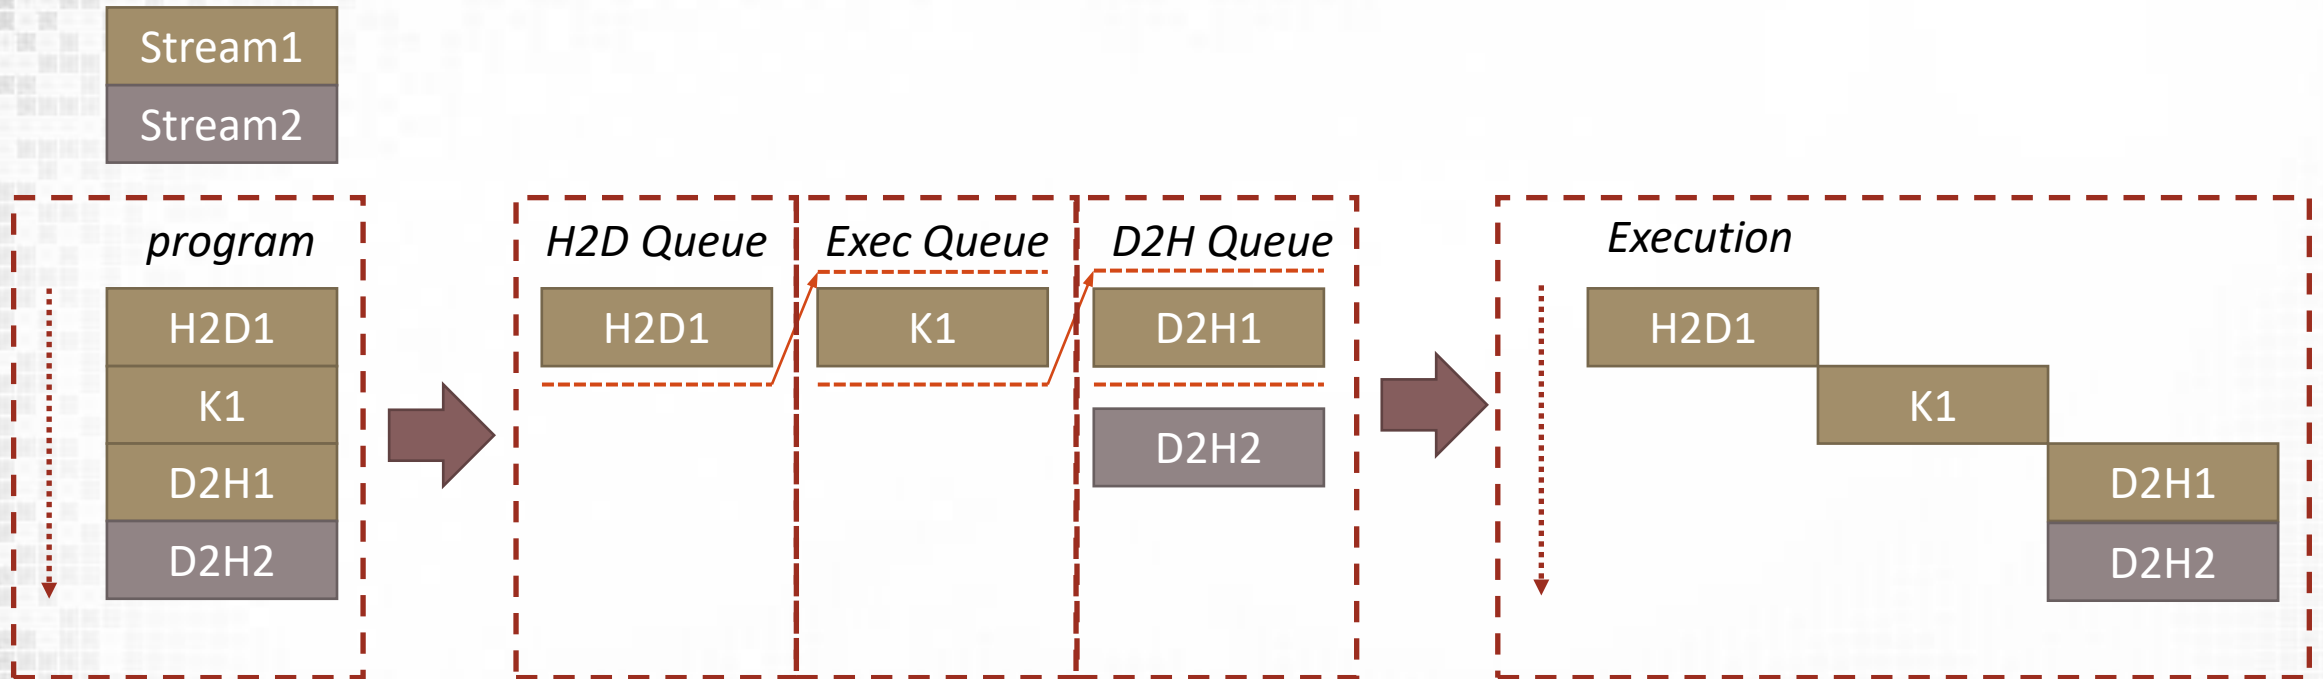 Stream1
Stream2
program
H2D1
K1
D2H1
D2H2
H2D Queue
H2D1
Exec Queue
K1
D2H Queue
D2H1
D2H2
Execution
H2D1
K1
D2H1
D2H2